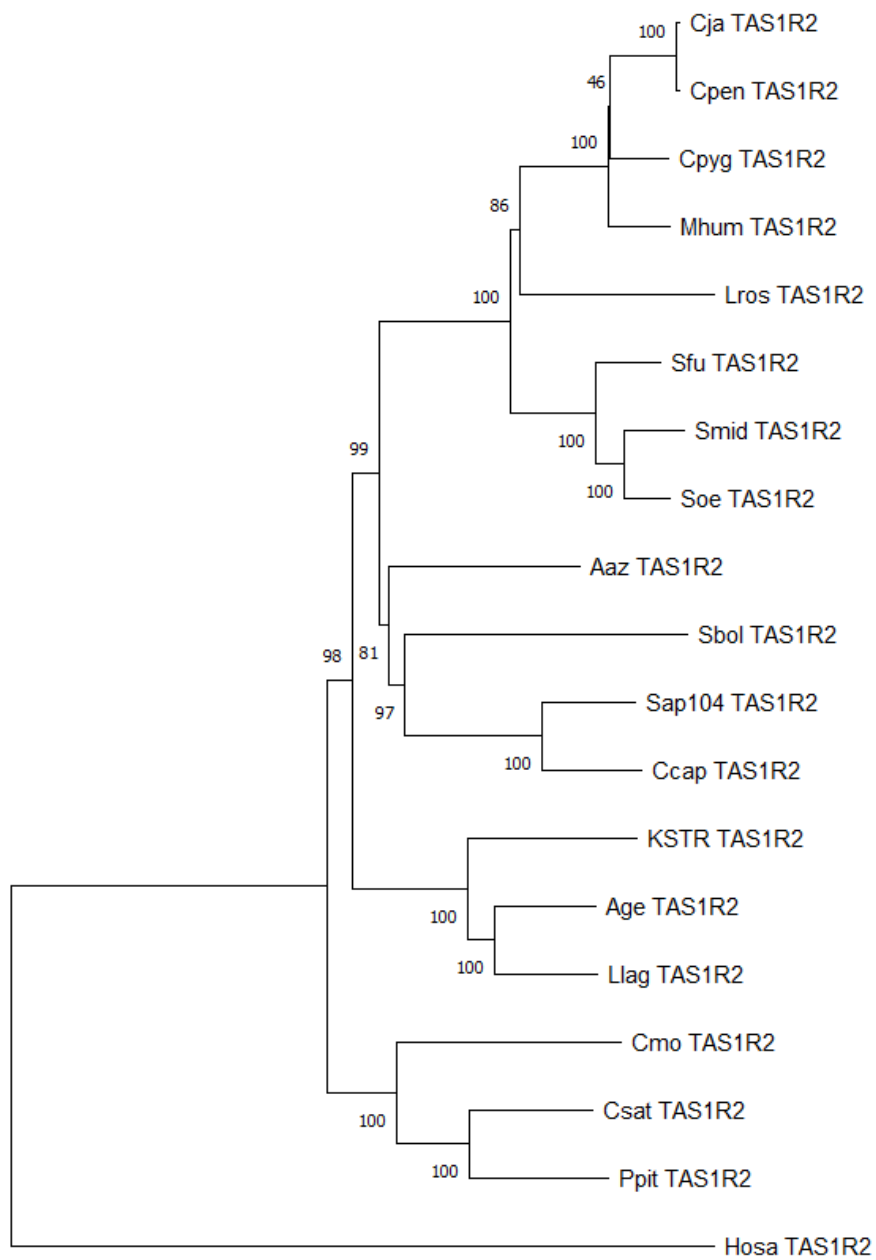 100
Cja TAS1R2
46
Cpen TAS1R2
100
Cpyg TAS1R2
86
Mhum TAS1R2
100
Lros TAS1R2
Sfu TAS1R2
99
100
Smid TAS1R2
100
Soe TAS1R2
Aaz TAS1R2
98
81
Sbol TAS1R2
97
Sap104 TAS1R2
100
Ccap TAS1R2
KSTR TAS1R2
100
Age TAS1R2
100
Llag TAS1R2
Cmo TAS1R2
100
Csat TAS1R2
100
Ppit TAS1R2
Hosa TAS1R2